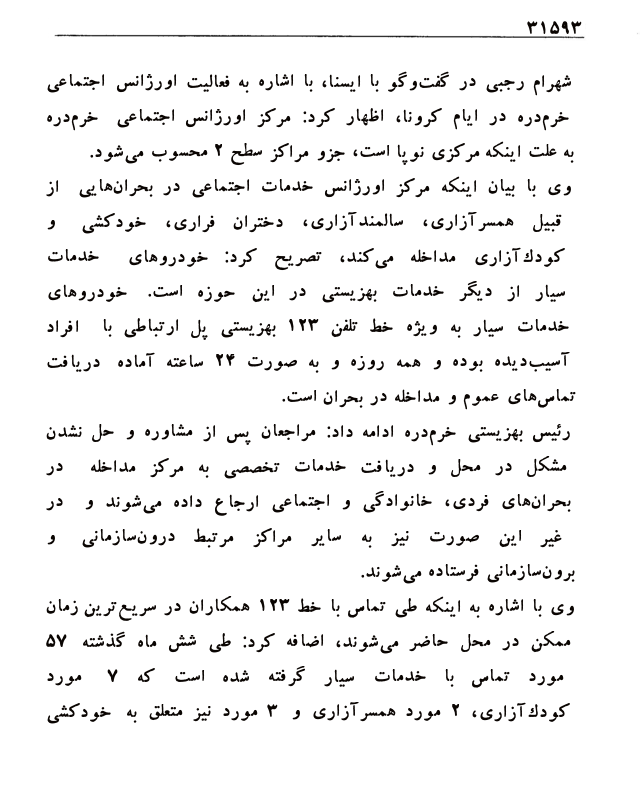 ۳۱۵۹۳
شهرام رجبی در گفت‌وگو با ایسنا، با اشاره به فعالیت اورژانس اجتماعی
خرم‌دره در ایام کرونا، اظهار کرد: مرکز اورژانس اجتماعی خرم‌دره
به علت اینکه مرکزی نوپا است، جزو مراکز سطح ۲ محسوب می‌شود.
وی با بیان اینکه مرکز اورژانس خدمات اجتماعی در بحران‌هایی از
قبیل همسرآزاری، سالمندآزاری، دختران فراری، خودکشی و
کودك‌آزاری مداخله می‌کند، تصریح کرد: خودروهای خدمات
سیار از دیگر خدمات بهزیستی در این حوزه است. خودروهای
خدمات سیار به ویژه خط تلفن ۱۲۳ بهزیستی پل ارتباطی با افراد
آسیب‌دیده بوده و همه روزه و به صورت ۲۴ ساعته آماده دریافت
تماس‌های عموم و مداخله در بحران است.
رئیس بهزیستی خرم‌دره ادامه داد: مراجعان پس از مشاوره و حل نشدن
مشکل در محل و دریافت خدمات تخصصی به مرکز مداخله در
بحران‌های فردی، خانوادگی و اجتماعی ارجاع داده می‌شوند و در
غیر این صورت نیز به سایر مراکز مرتبط درون‌سازمانی و
برون‌سازمانی فرستاده می‌شوند.
وی با اشاره به اینکه طی تماس با خط ۱۲۳ همکاران در سریع‌ترین زمان
ممکن در محل حاضر می‌شوند، اضافه کرد: طی شش ماه گذشته ۵۷
مورد تماس با خدمات سیار گرفته شده است که ۷ مورد
کودك‌آزاری، ۲ مورد همسرآزاری و ۳ مورد نیز متعلق به خودکشی